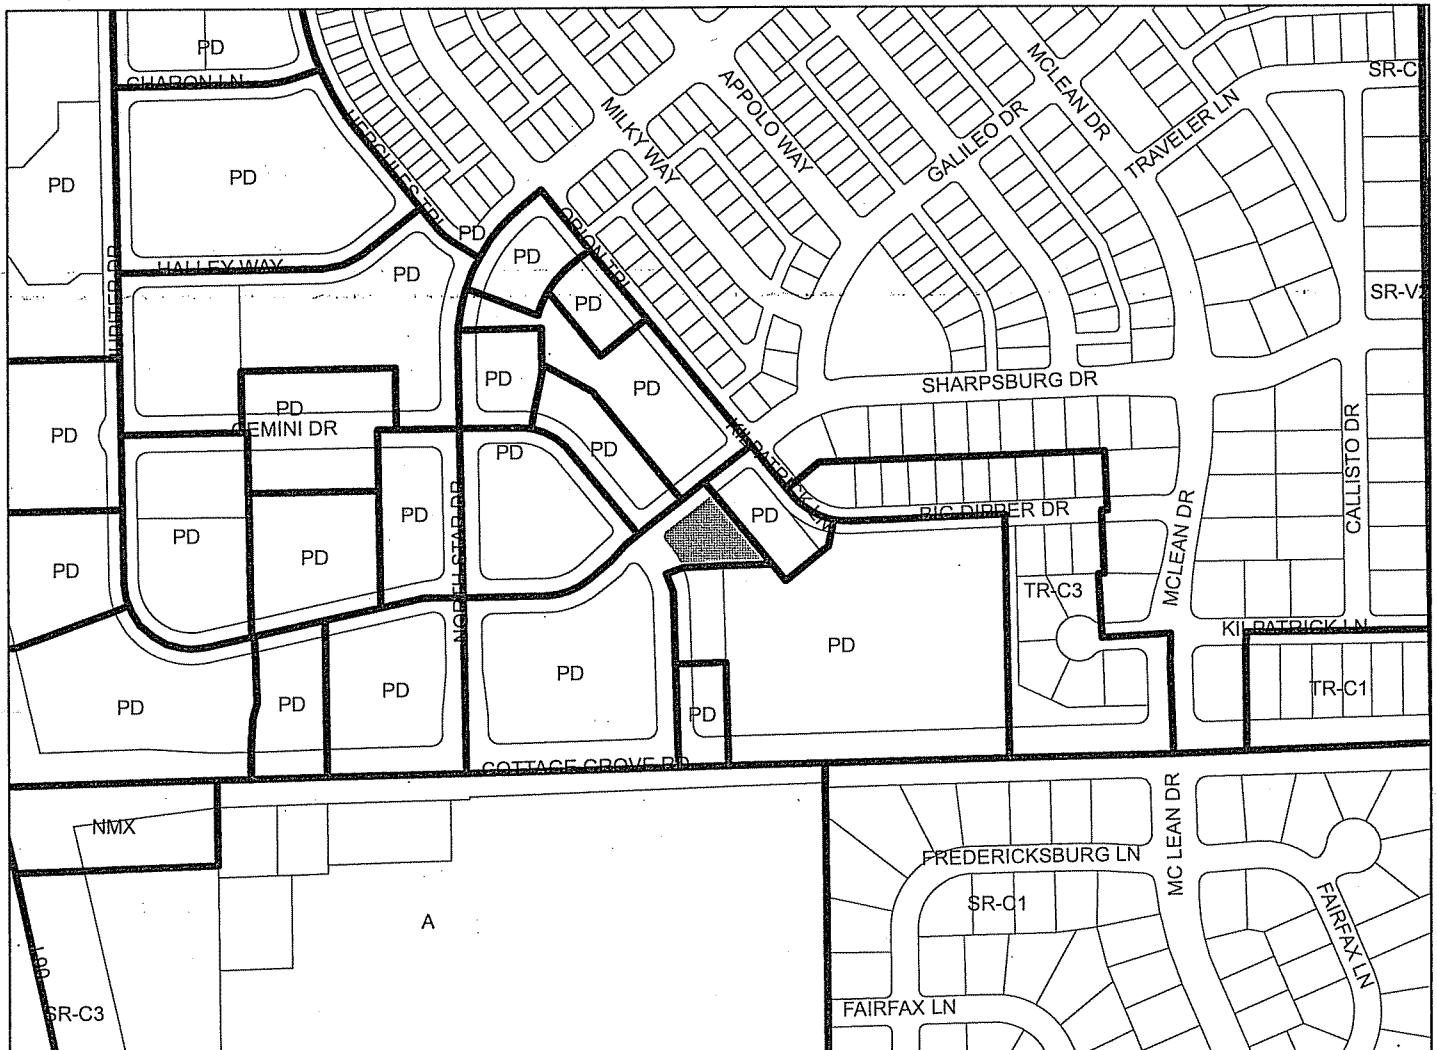 PD
CHARON LN
HERCULES TRL
MILKY WAY
APPOLO WAY
MCLEAN DR
GALILEO DR
TRAVELER LN
SR-C
PD
PD
PD
ORION TRL
JUPITER DR
HALLEY WAY
PD
PD
PD
SR-V2
PD
PD
SHARPSBURG DR
PD
GEMINI DR
PD
PD
PD
KILPATRICK LN
CALLISTO DR
NORTH STAR DR
PD
PD
BIG DIPPER DR
MCLEAN DR
PD
PD
PD
TR-C3
KILPATRICK LN
PD
PD
TR-C1
PD
PD
PD
PD
COTTAGE GROVE RD
NMX
MC LEAN DR
FREDERICKSBURG LN
SR-C1
FAIRFAX LN
A
SR-C3
FAIRFAX LN